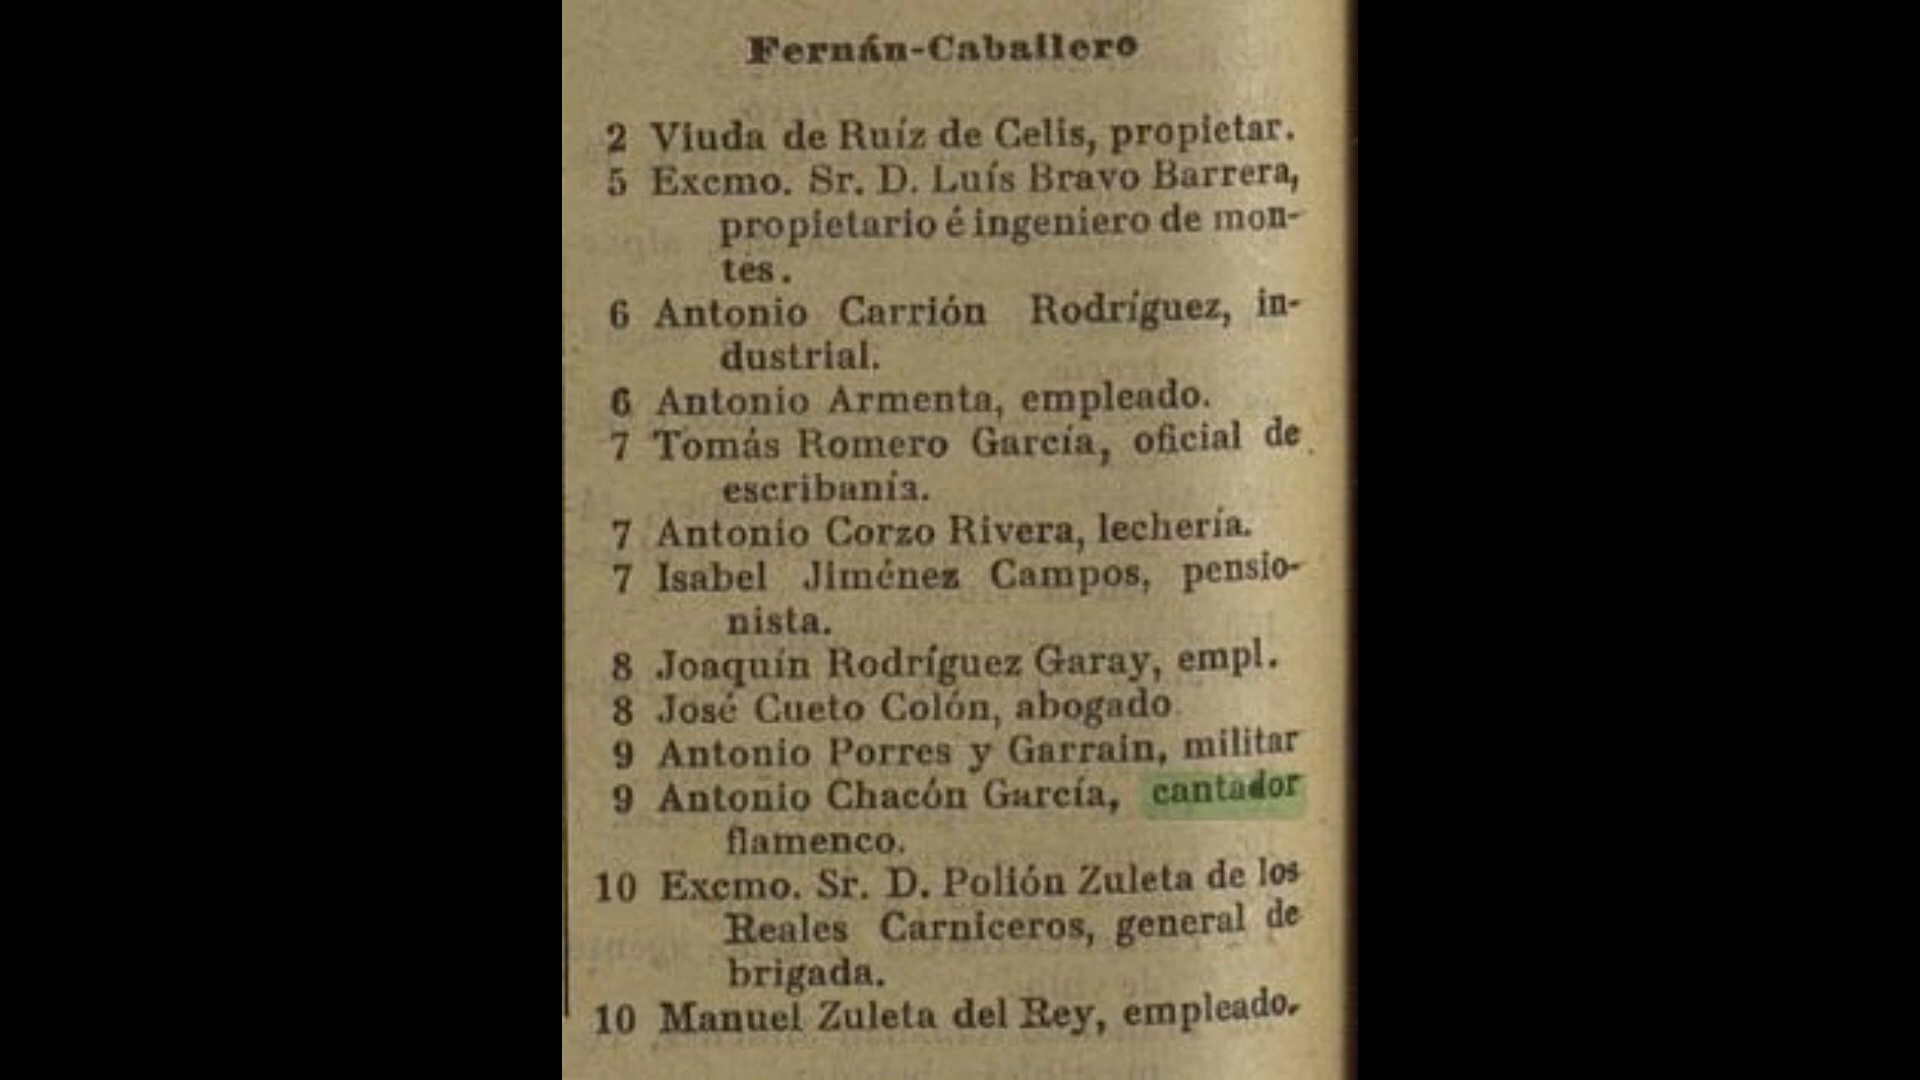 Fernán-Caballero
2 Viuda de Ruíz de Celis, propietar.
5 Excmo. Sr. D. Luís Bravo Barrera,
propietario é ingeniero de mon-
tes.
6 Antonio Carrión Rodríguez, in-
dustrial.
6 Antonio Armenta, empleado.
7 Tomás Romero García, oficial de
escribanía.
7 Antonio Corzo Rivera, lechería.
7 Isabel Jiménez Campos, pensio-
nista.
8 Joaquín Rodríguez Garay, empl.
8 José Cueto Colón, abogado
9 Antonio Porres y Garrain, militar
9 Antonio Chacón García, cantador
flamenco.
10 Excmo. Sr. D. Polión Zuleta de los
Reales Carniceros, general de
brigada.
10 Manuel Zuleta del Rey, empleado.